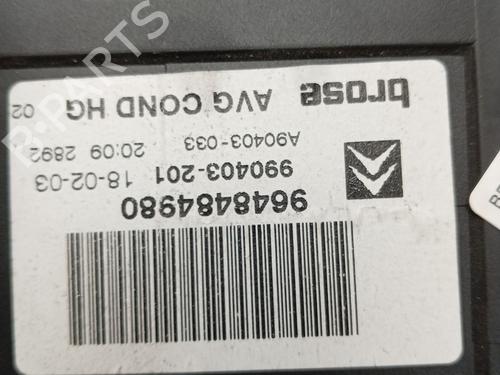 brose AVG COND HG 02
A90403-033 20:09 2892
990403-201 18-02-03
9648484980
B-PARTS